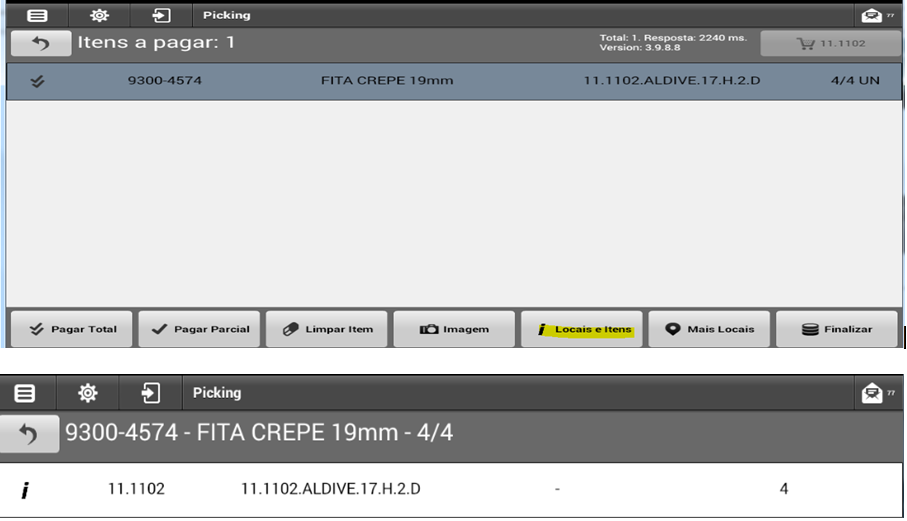 Picking 77
Itens a pagar: 1 Total: 1. Resposta: 2240 ms. 11.1102
Version: 3.9.8.8
9300-4574 FITA CREPE 19mm 11.1102.ALDIVE.17.H.2.D 4/4 UN
Pagar Total Pagar Parcial Limpar Item Imagem Locais e Itens Mais Locais Finalizar
Picking 77
9300-4574 - FITA CREPE 19mm - 4/4
i 11.1102 11.1102.ALDIVE.17.H.2.D - 4